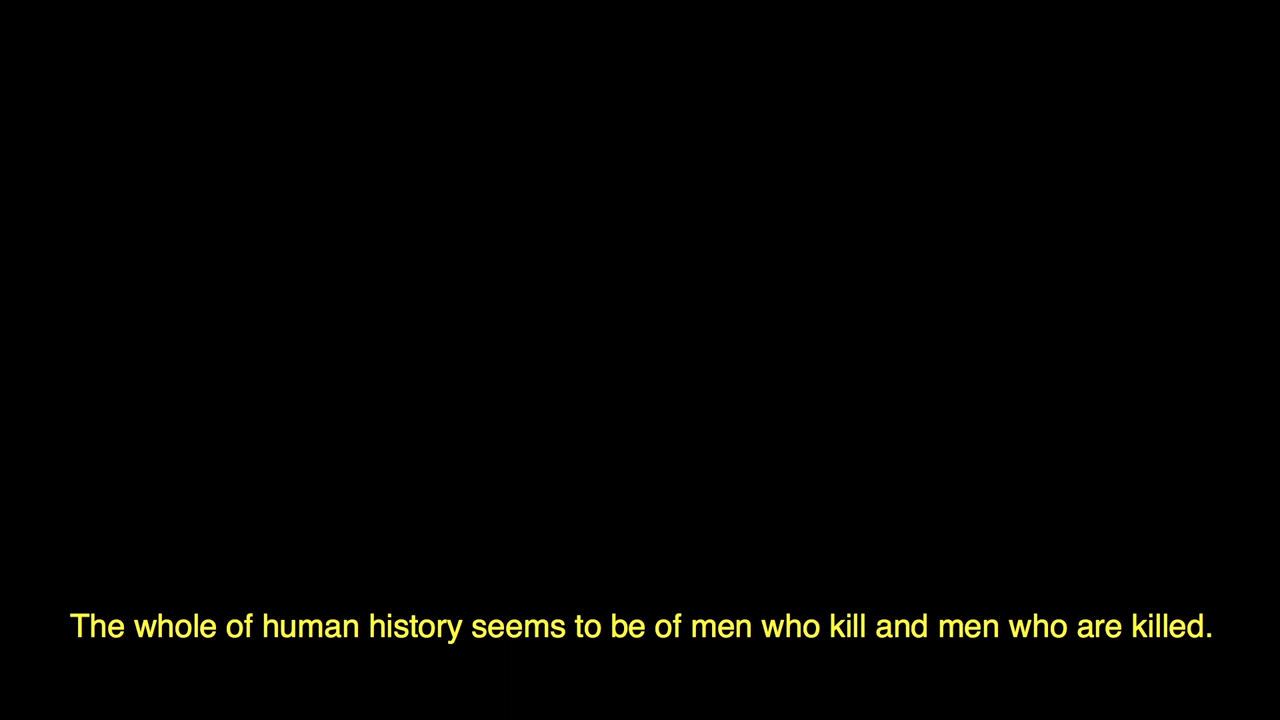 The whole of human history seems to be of men who kill and men who are killed.